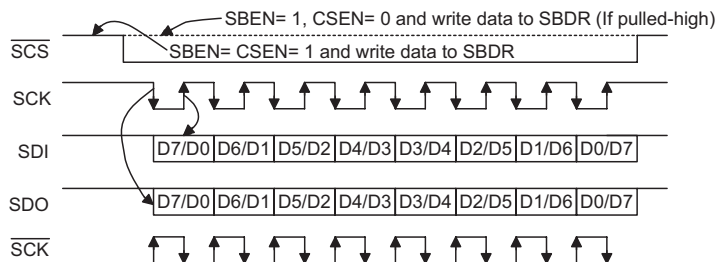 SBEN= 1, CSEN= 0 and write data to SBDR (If pulled-high)
SCS
SBEN= CSEN= 1 and write data to SBDR
SCK
SDI D7/D0 D6/D1 D5/D2 D4/D3 D3/D4 D2/D5 D1/D6 D0/D7
SDO D7/D0 D6/D1 D5/D2 D4/D3 D3/D4 D2/D5 D1/D6 D0/D7
SCK